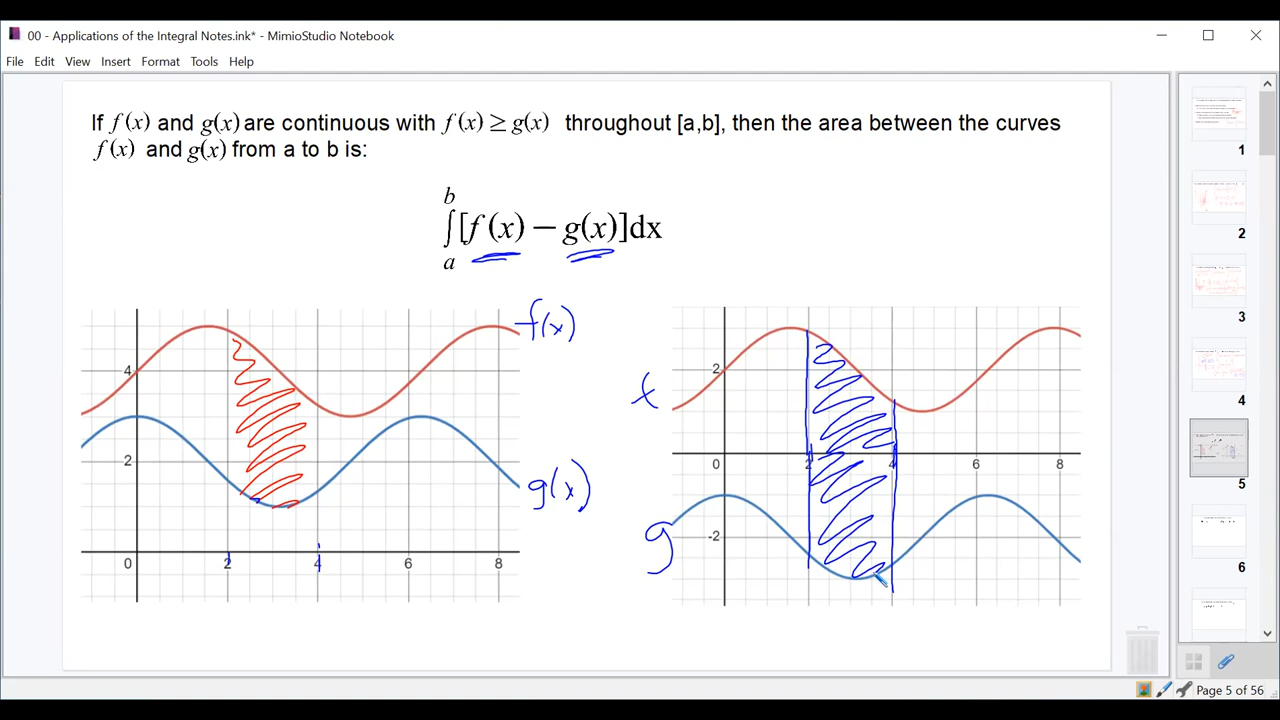 00 - Applications of the Integral Notes.ink* - MimioStudio Notebook
File Edit View Insert Format Tools Help
If f(x) and g(x) are continuous with f(x) ≥ g(x) throughout [a,b], then the area between the curves
f(x) and g(x) from a to b is:
b
∫[f(x) − g(x)]dx
a
f(x)
4
2
g(x)
0 2 4 6 8
2
f
0 2 4 6 8
-2
g
1
2
3
4
5
6
Page 5 of 56